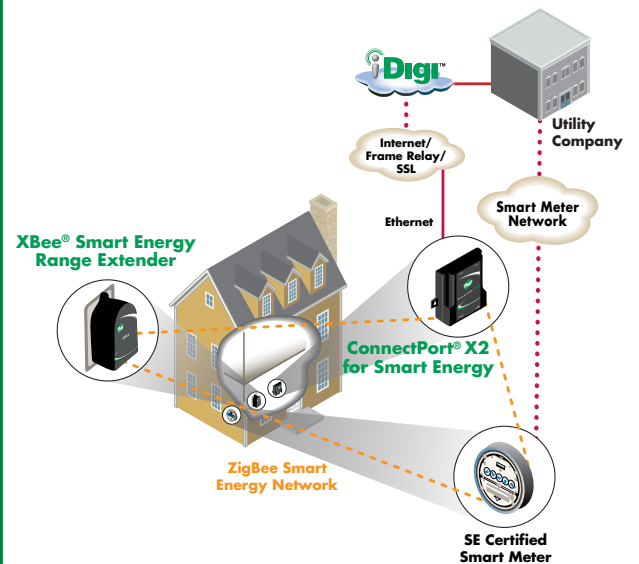 iDigi™
Utility
Company
Internet/
Frame Relay/
SSL
Ethernet
Smart Meter
Network
XBee® Smart Energy
Range Extender
ConnectPort® X2
for Smart Energy
ZigBee Smart
Energy Network
SE Certified
Smart Meter